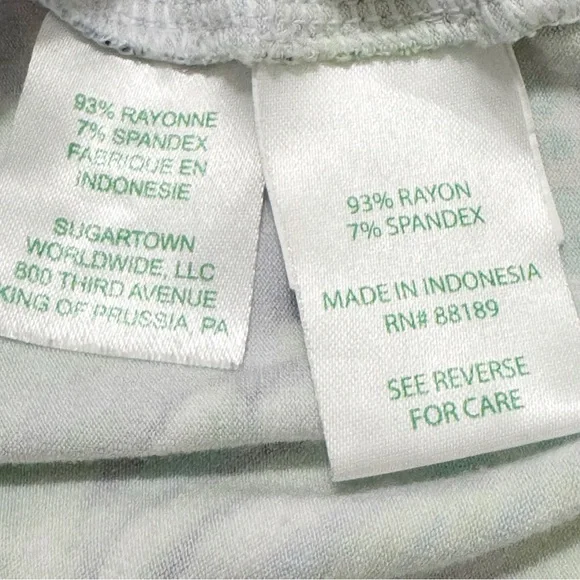 93% RAYONNE
7% SPANDEX
FABRIQUE EN
INDONESIE
SUGARTOWN
WORLDWIDE, LLC
800 THIRD AVENUE
KING OF PRUSSIA, PA
93% RAYON
7% SPANDEX
MADE IN INDONESIA
RN# 88189
SEE REVERSE
FOR CARE